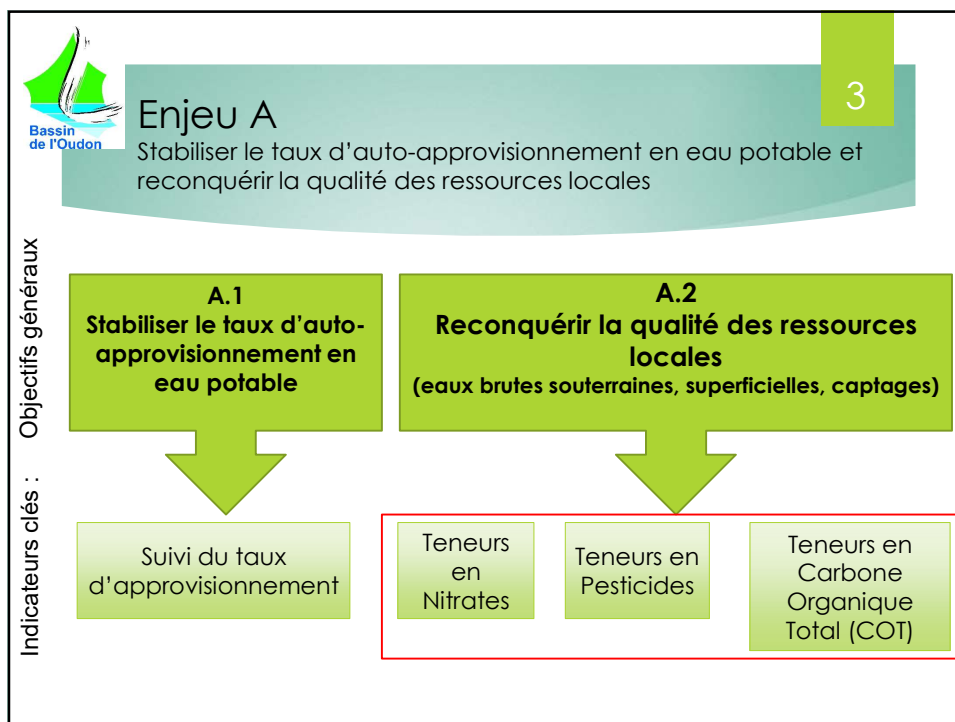 Bassin
de l'Oudon
3
Enjeu A
Stabiliser le taux d’auto-approvisionnement en eau potable et
reconquérir la qualité des ressources locales
Objectifs généraux
A.1
Stabiliser le taux d’auto-
approvisionnement en
eau potable
A.2
Reconquérir la qualité des ressources
locales
(eaux brutes souterraines, superficielles, captages)
Indicateurs clés :
Suivi du taux
d’approvisionnement
Teneurs
en
Nitrates
Teneurs en
Pesticides
Teneurs en
Carbone
Organique
Total (COT)